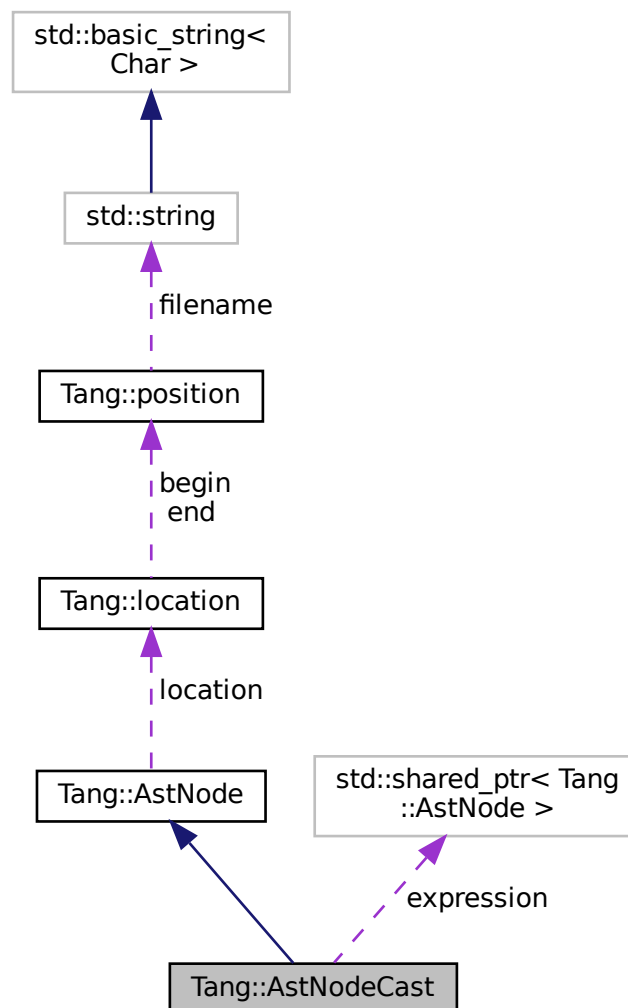 std::basic_string<
Char >
std::string
filename
Tang::position
begin
end
Tang::location
location
Tang::AstNode
std::shared_ptr< Tang
::AstNode >
expression
Tang::AstNodeCast